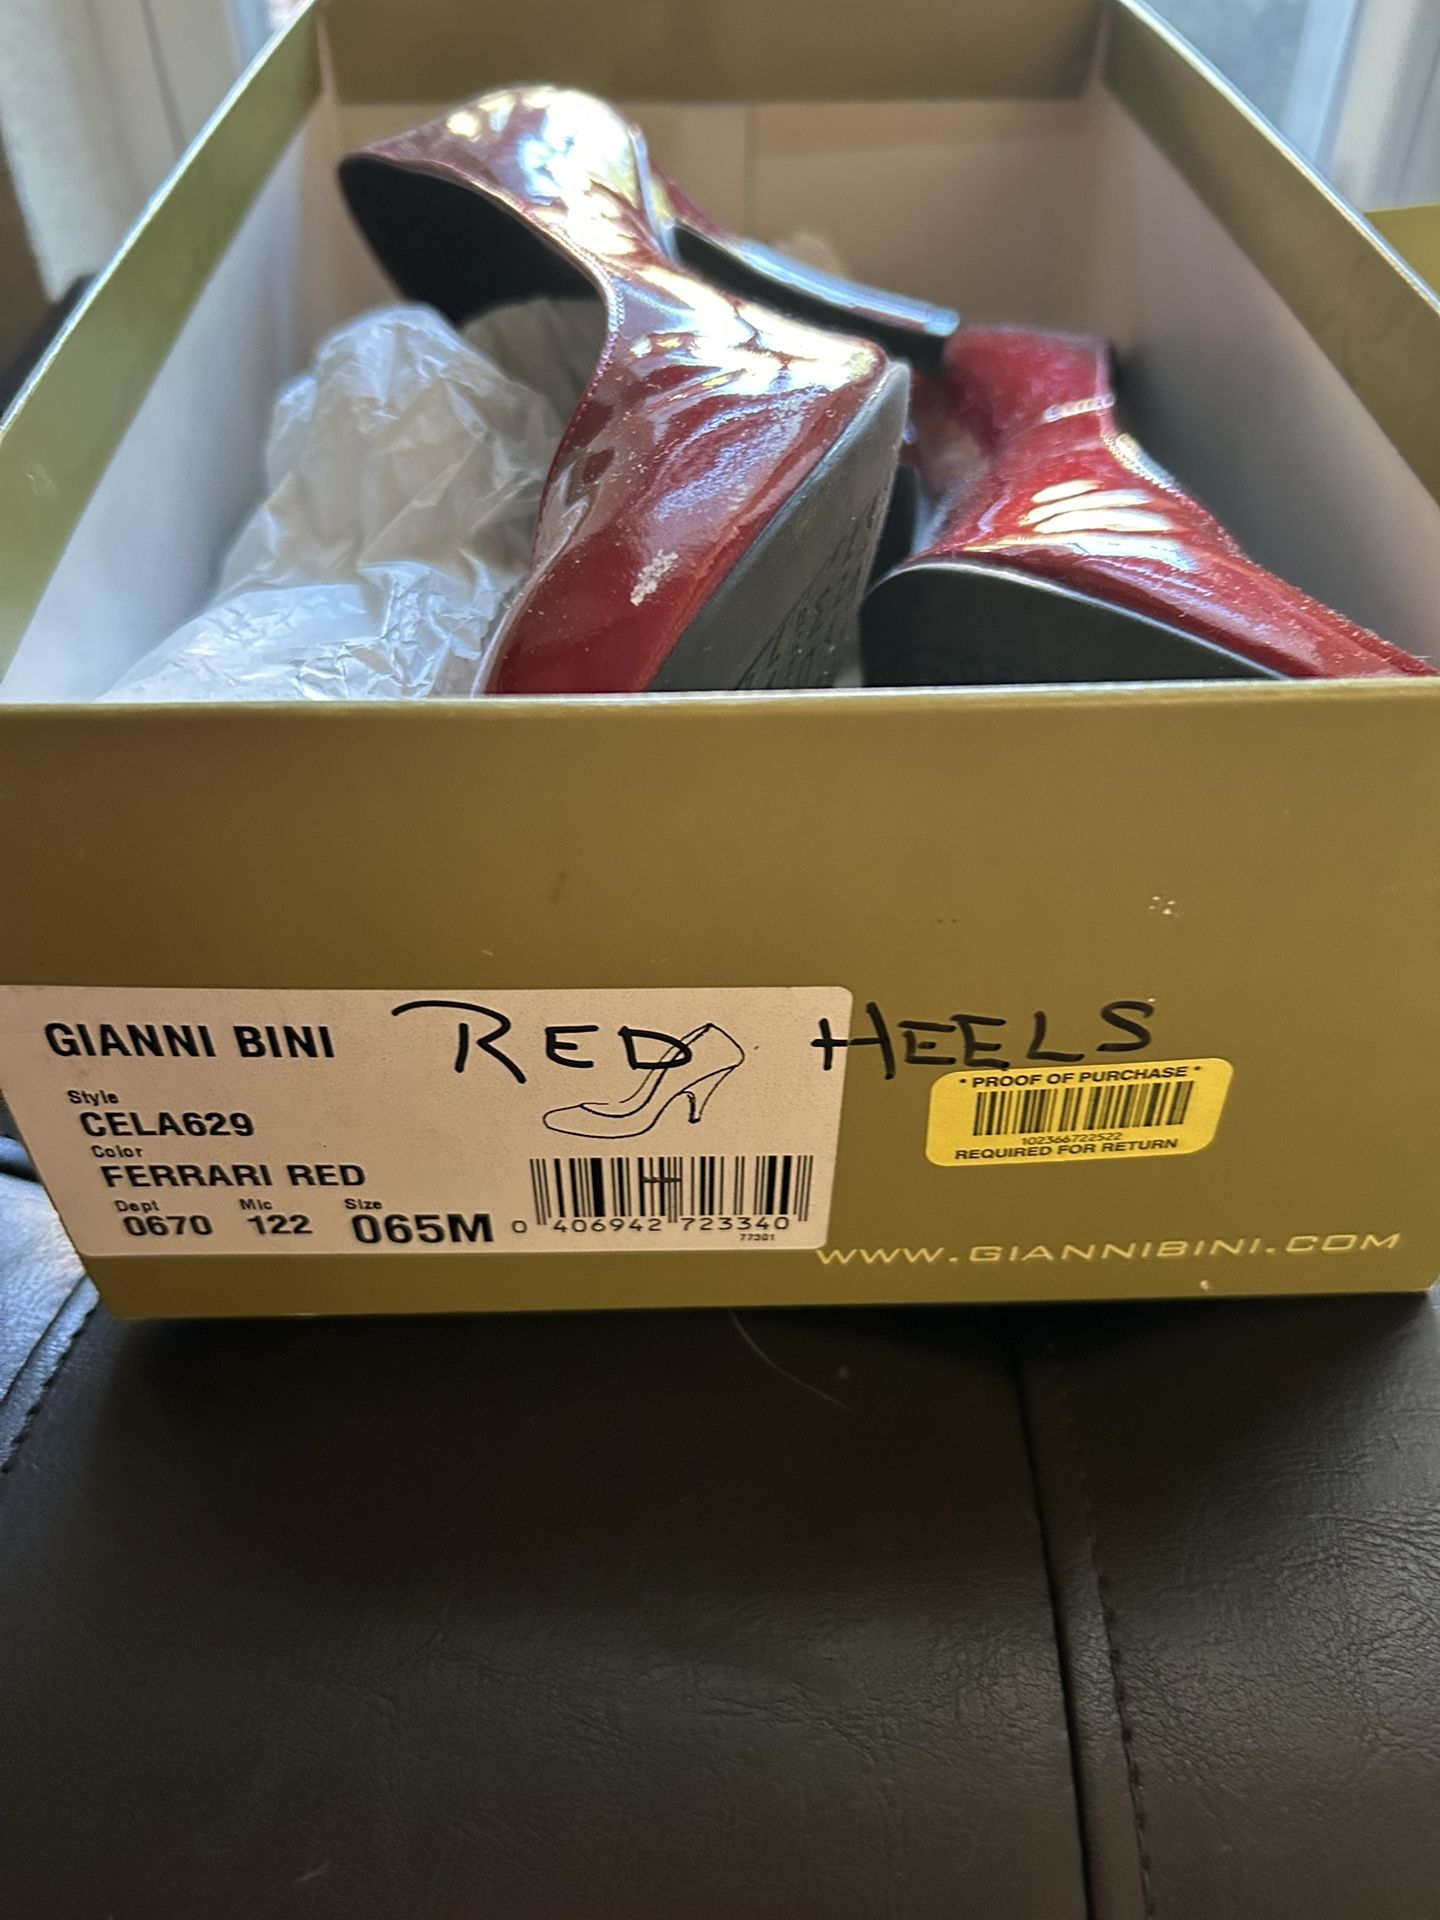 GIANNI BINI RED HEELS
Style
CELA629
Color
FERRARI RED
Dept Mic Size
0670 122 065M
0 406942 723340
77301
* PROOF OF PURCHASE *
102366722522
REQUIRED FOR RETURN
WWW.GIANNIBINI.COM